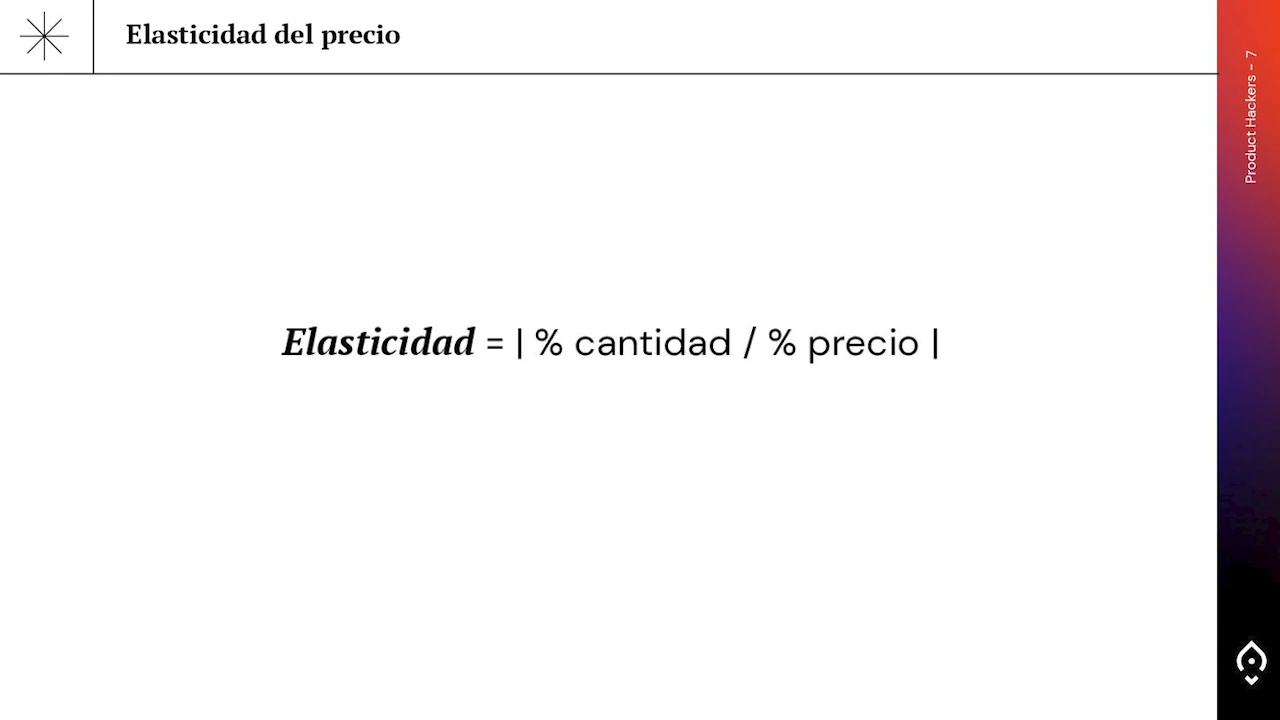 Elasticidad del precio
Product Hackers – 7
Elasticidad = | % cantidad / % precio |